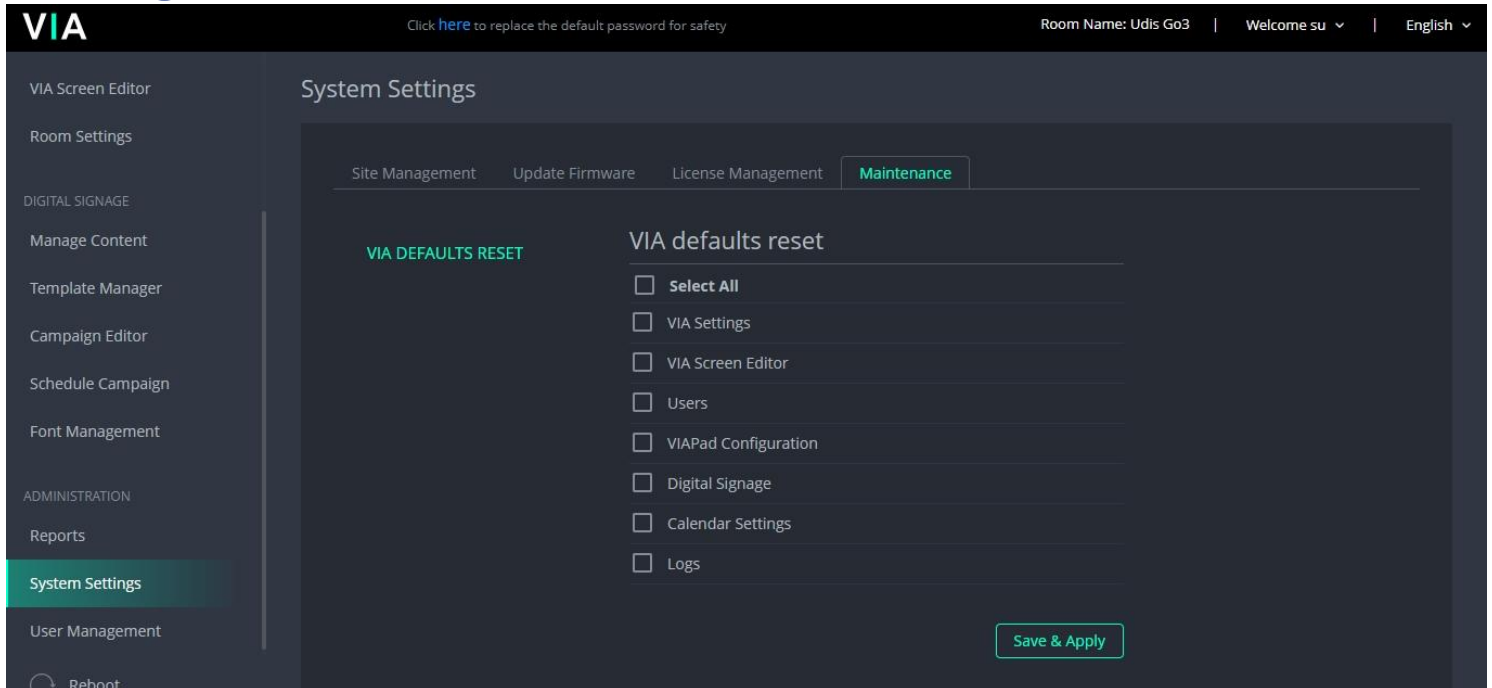 VIA
Click here to replace the default password for safety
Room Name: Udis Go3 | Welcome su | English
VIA Screen Editor
Room Settings
DIGITAL SIGNAGE
Manage Content
Template Manager
Campaign Editor
Schedule Campaign
Font Management
ADMINISTRATION
Reports
System Settings
User Management
Reboot
System Settings
Site Management
Update Firmware
License Management
Maintenance
VIA DEFAULTS RESET
VIA defaults reset
Select All
VIA Settings
VIA Screen Editor
Users
VIAPad Configuration
Digital Signage
Calendar Settings
Logs
Save & Apply